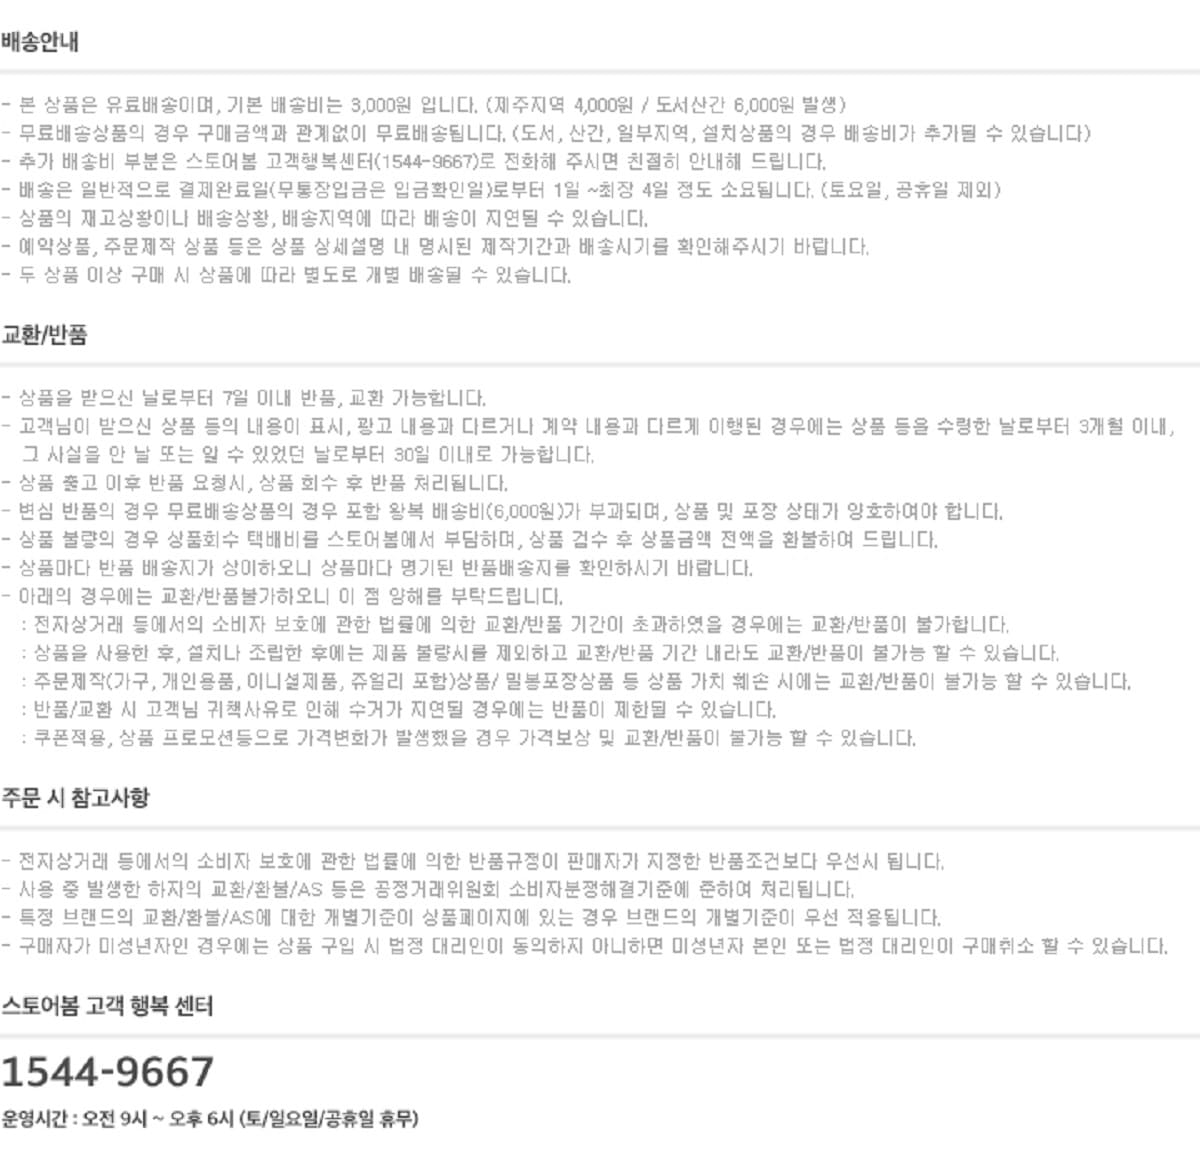 배송안내
- 본 상품은 유료배송이며, 기본 배송비는 3,000원 입니다. (제주지역 4,000원 / 도서산간 6,000원 발생)
- 무료배송상품의 경우 구매금액과 관계없이 무료배송됩니다. (도서, 산간, 일부지역, 설치상품의 경우 배송비가 추가될 수 있습니다)
- 추가 배송비 부분은 스토어봄 고객행복센터(1544-9667)로 전화해 주시면 친절히 안내해 드립니다.
- 배송은 일반적으로 결제완료일(무통장입금은 입금확인일)로부터 1일 ~최장 4일 정도 소요됩니다. (토요일, 공휴일 제외)
- 상품의 재고상황이나 배송상황, 배송지역에 따라 배송이 지연될 수 있습니다.
- 예약상품, 주문제작 상품 등은 상품 상세설명 내 명시된 제작기간과 배송시기를 확인해주시기 바랍니다.
- 두 상품 이상 구매 시 상품에 따라 별도로 개별 배송될 수 있습니다.
교환/반품
- 상품을 받으신 날로부터 7일 이내 반품, 교환 가능합니다.
- 고객님이 받으신 상품 등의 내용이 표시, 광고 내용과 다르거나 계약 내용과 다르게 이행된 경우에는 상품 등을 수령한 날로부터 3개월 이내,
그 사실을 안 날 또는 알 수 있었던 날로부터 30일 이내로 가능합니다.
- 상품 출고 이후 반품 요청시, 상품 회수 후 반품 처리됩니다.
- 변심 반품의 경우 무료배송상품의 경우 포함 왕복 배송비(6,000원)가 부과되며, 상품 및 포장 상태가 양호하여야 합니다.
- 상품 불량의 경우 상품회수 택배비를 스토어봄에서 부담하며, 상품 검수 후 상품금액 전액을 환불하여 드립니다.
- 상품마다 반품 배송지가 상이하오니 상품마다 명기된 반품배송지를 확인하시기 바랍니다.
- 아래의 경우에는 교환/반품불가하오니 이 점 양해를 부탁드립니다.
: 전자상거래 등에서의 소비자 보호에 관한 법률에 의한 교환/반품 기간이 초과하였을 경우에는 교환/반품이 불가합니다.
: 상품을 사용한 후, 설치나 조립한 후에는 제품 불량시를 제외하고 교환/반품 기간 내라도 교환/반품이 불가능 할 수 있습니다.
: 주문제작(가구, 개인용품, 이니셜제품, 쥬얼리 포함)상품/ 밀봉포장상품 등 상품 가치 훼손 시에는 교환/반품이 불가능 할 수 있습니다.
: 반품/교환 시 고객님 귀책사유로 인해 수거가 지연될 경우에는 반품이 제한될 수 있습니다.
: 쿠폰적용, 상품 프로모션등으로 가격변화가 발생했을 경우 가격보상 및 교환/반품이 불가능 할 수 있습니다.
주문 시 참고사항
- 전자상거래 등에서의 소비자 보호에 관한 법률에 의한 반품규정이 판매자가 지정한 반품조건보다 우선시 됩니다.
- 사용 중 발생한 하자의 교환/환불/AS 등은 공정거래위원회 소비자분쟁해결기준에 준하여 처리됩니다.
- 특정 브랜드의 교환/환불/AS에 대한 개별기준이 상품페이지에 있는 경우 브랜드의 개별기준이 우선 적용됩니다.
- 구매자가 미성년자인 경우에는 상품 구입 시 법정 대리인이 동의하지 아니하면 미성년자 본인 또는 법정 대리인이 구매취소 할 수 있습니다.
스토어봄 고객 행복 센터
1544-9667
운영시간 : 오전 9시 ~ 오후 6시 (토/일요일/공휴일 휴무)